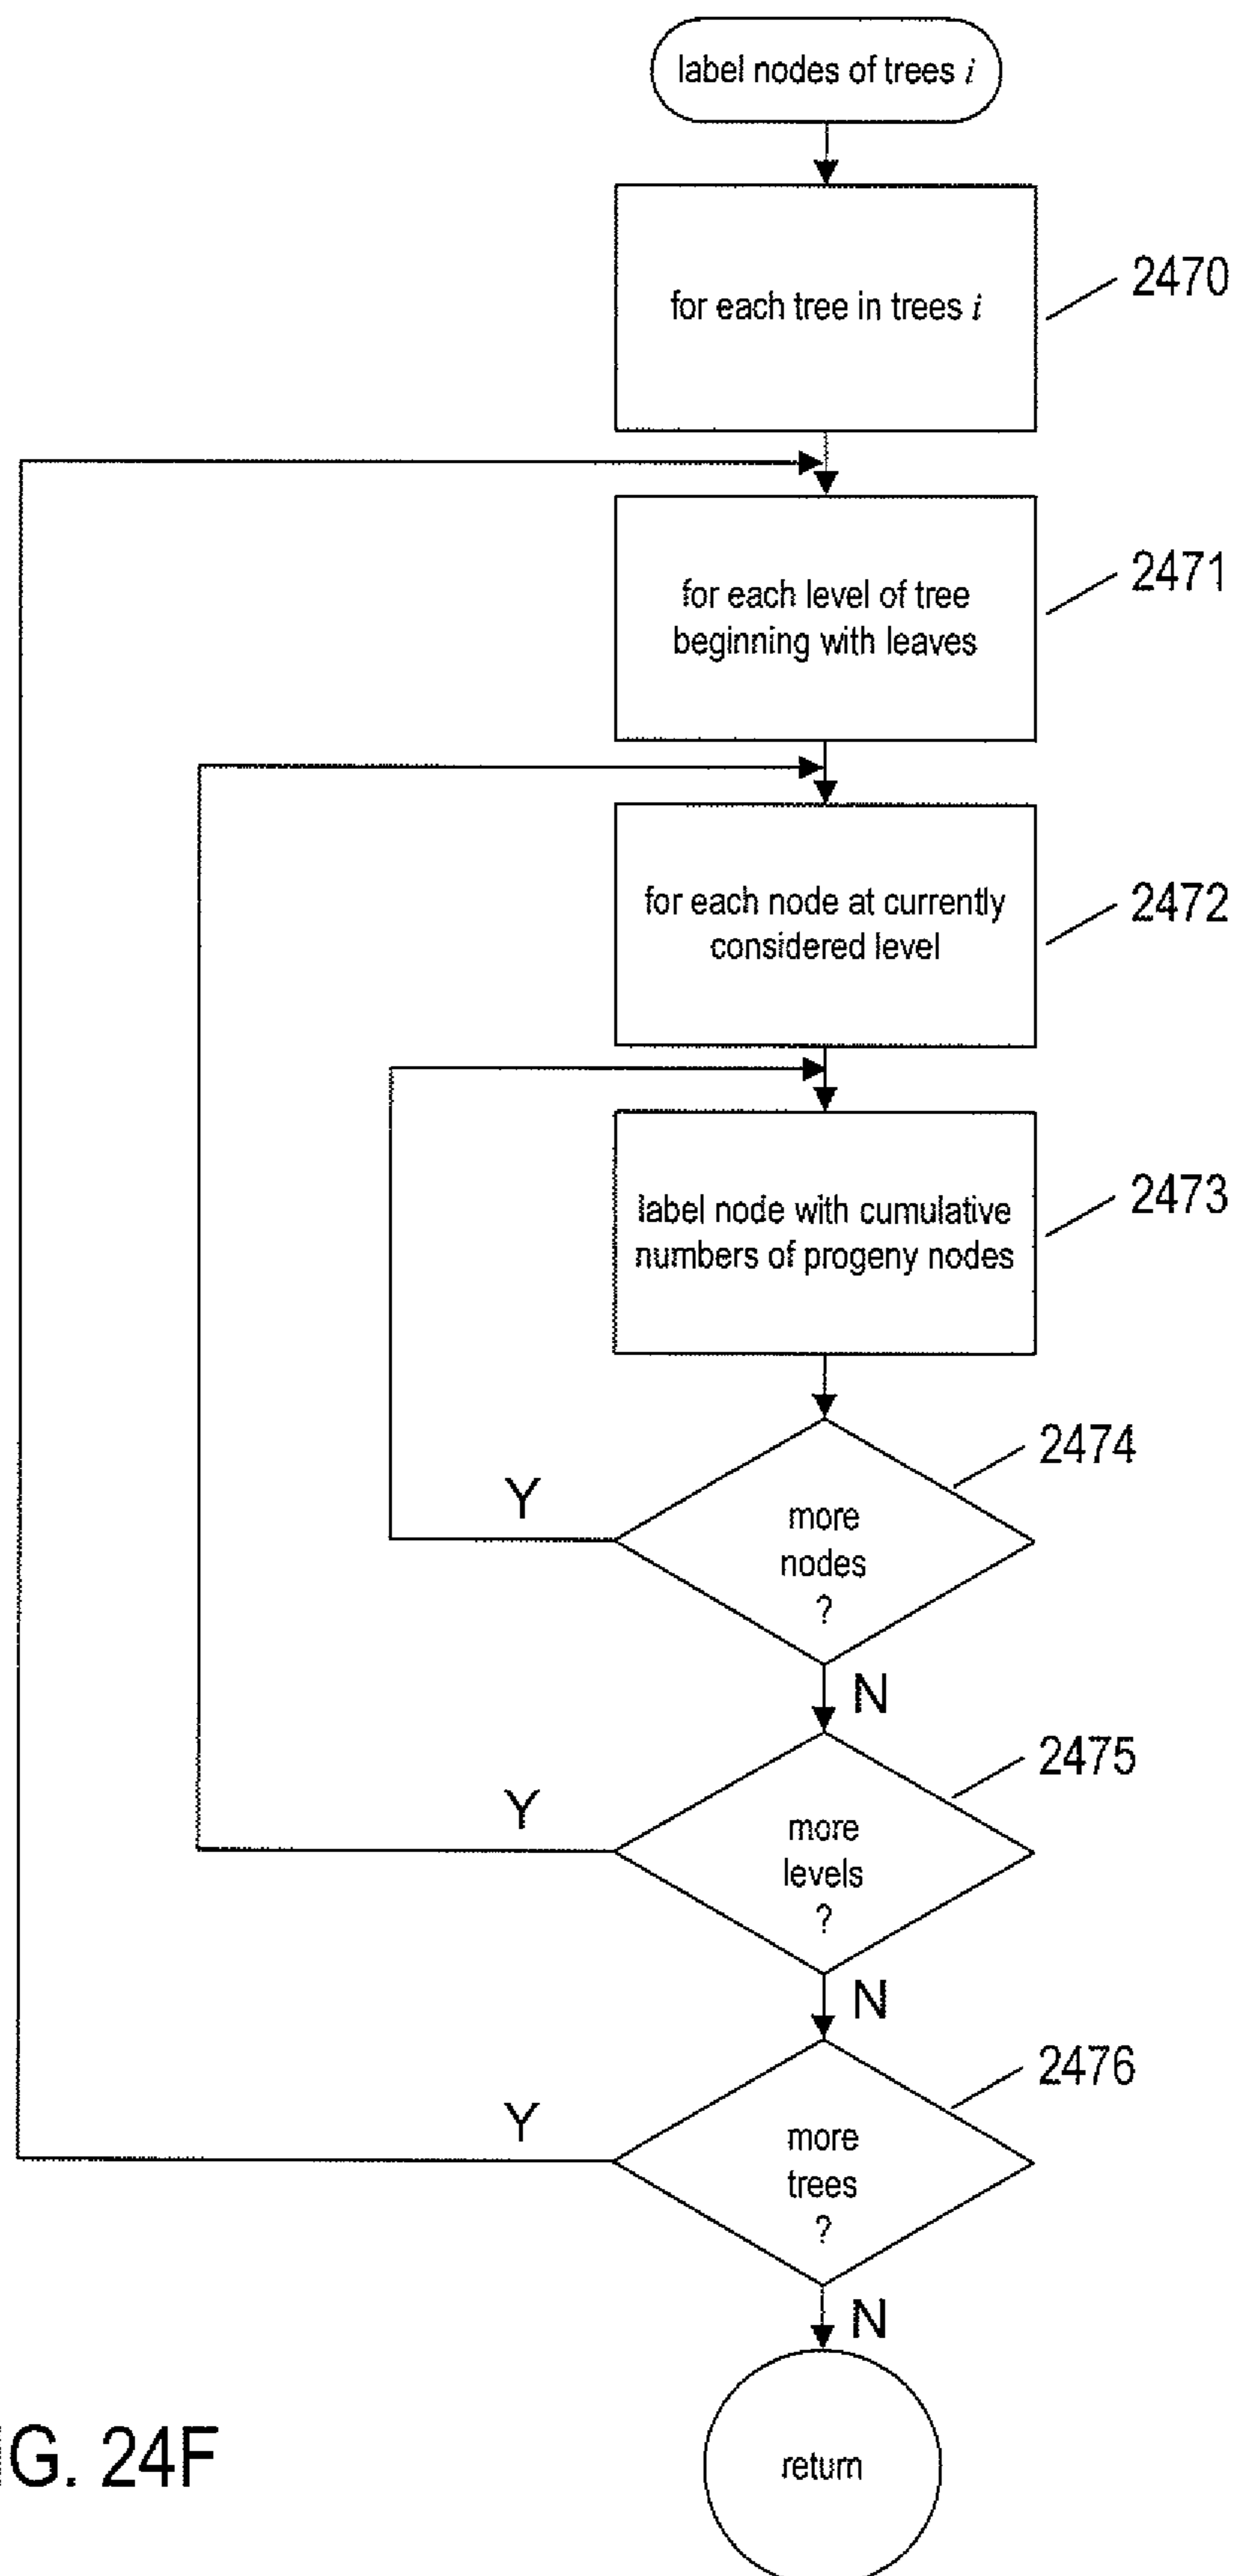 label nodes of trees i
for each tree in trees i
2470
for each level of tree
beginning with leaves
2471
for each node at currently
considered level
2472
label node with cumulative
numbers of progeny nodes
2473
2474
Y
more
nodes
?
N
2475
Y
more
levels
?
N
2476
Y
more
trees
?
N
return
IG. 24F